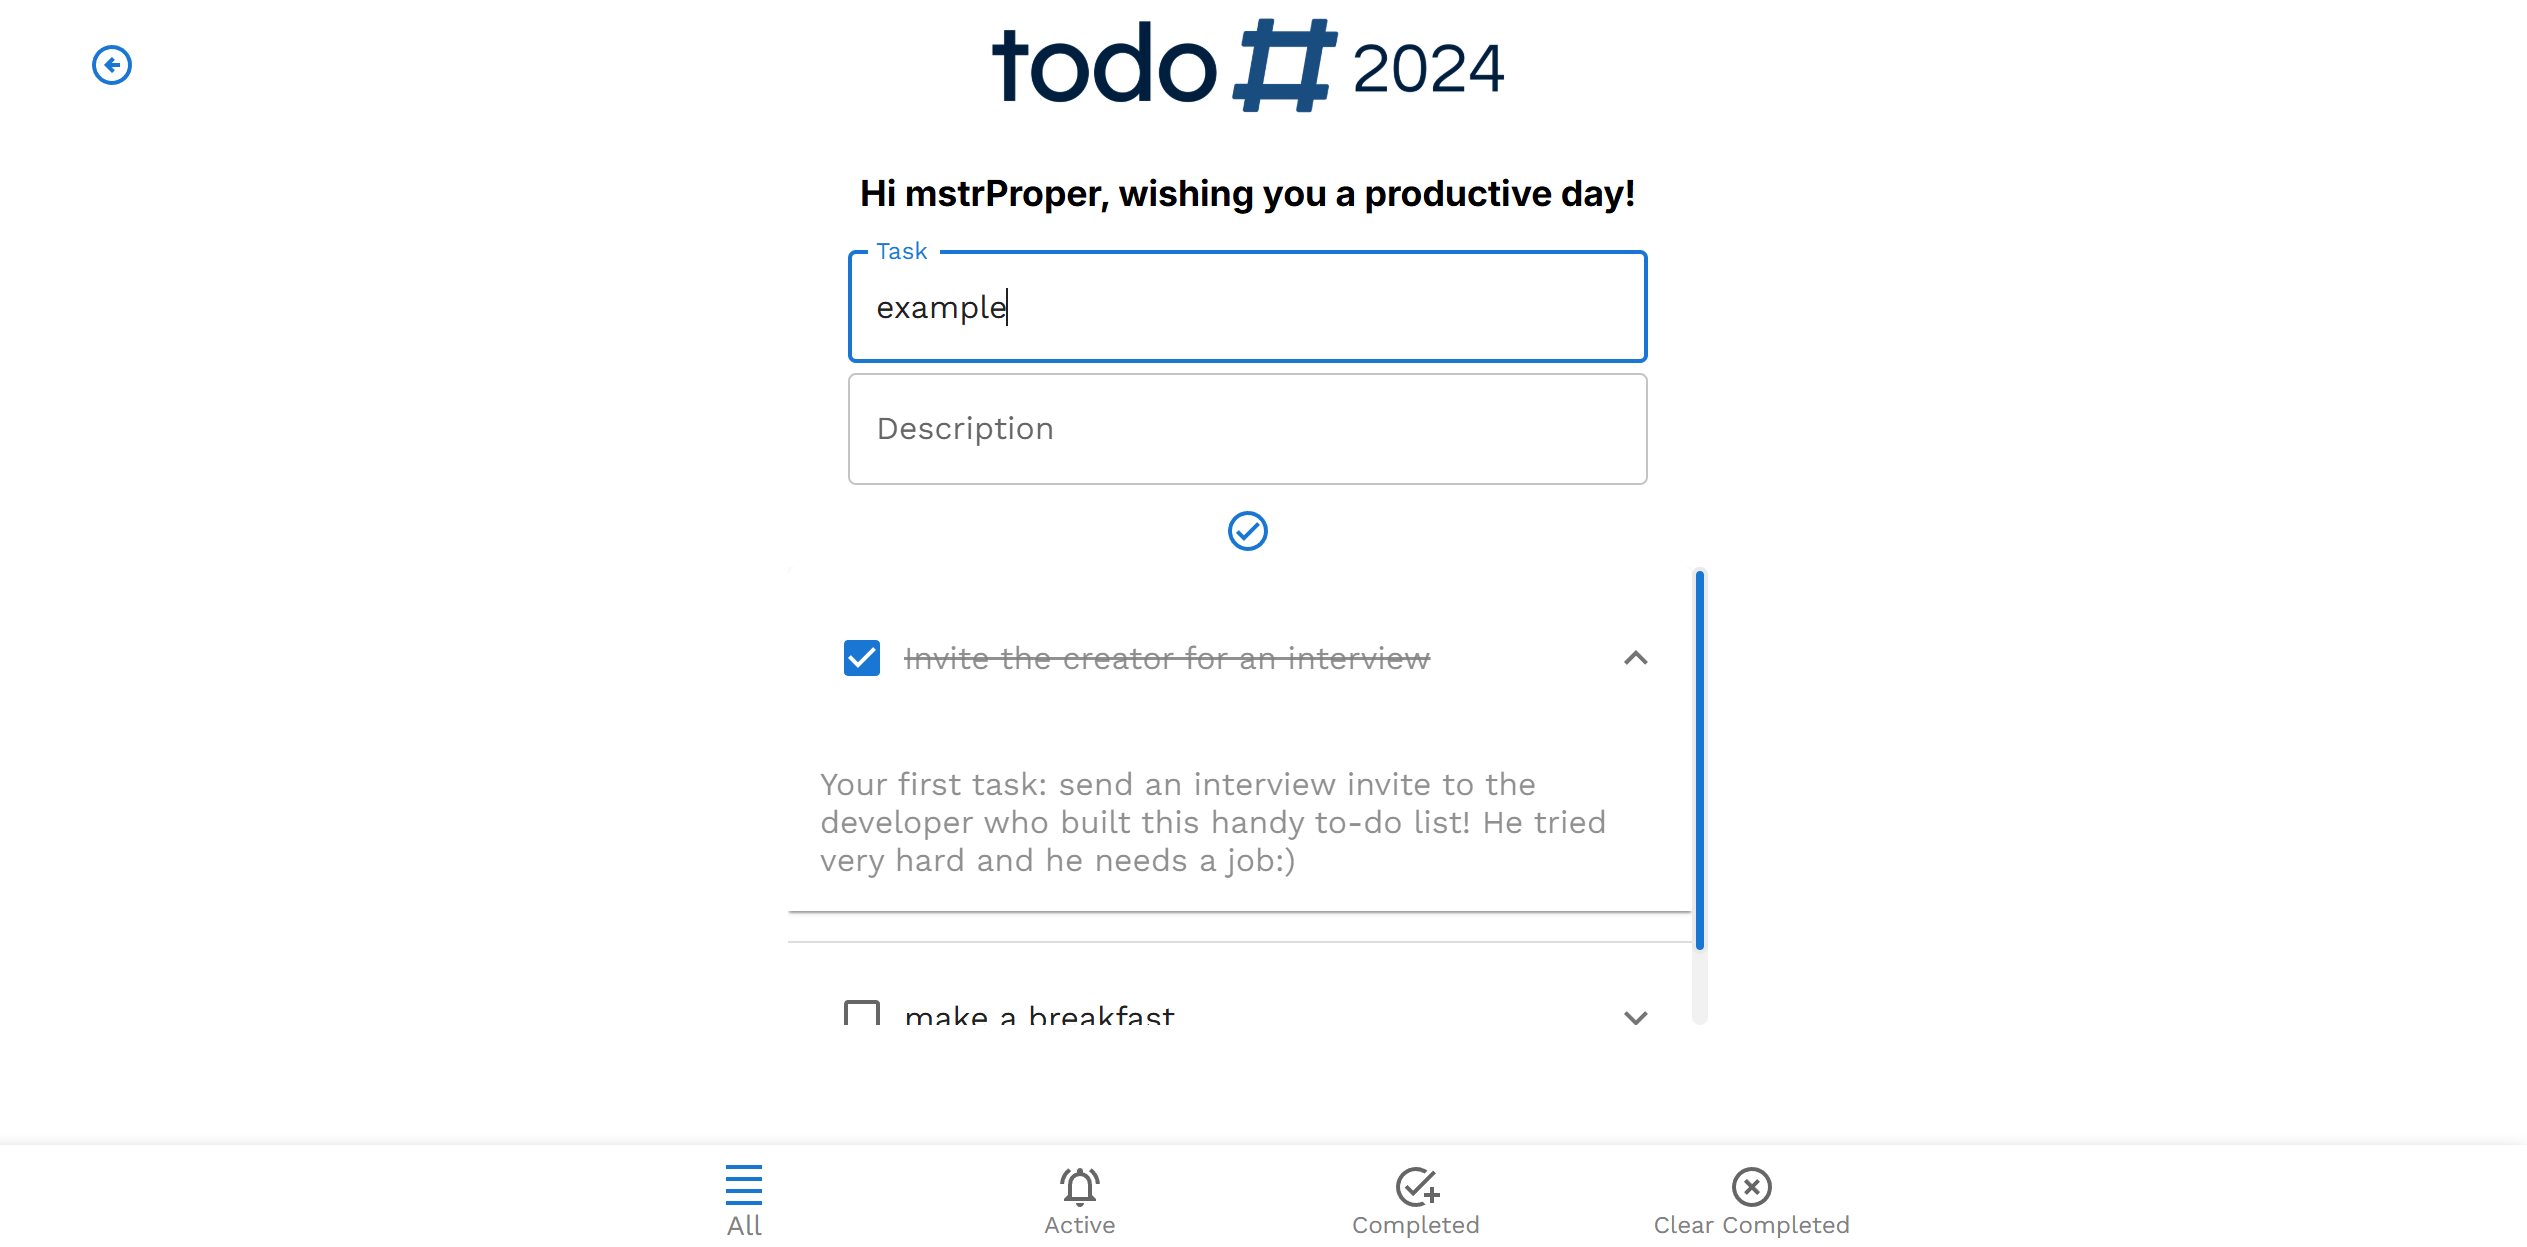 todo # 2024
Hi mstrProper, wishing you a productive day!
Task
example
Description
Invite the creator for an interview
Your first task: send an interview invite to the
developer who built this handy to-do list! He tried
very hard and he needs a job:)
make a breakfast
All
Active
Completed
Clear Completed